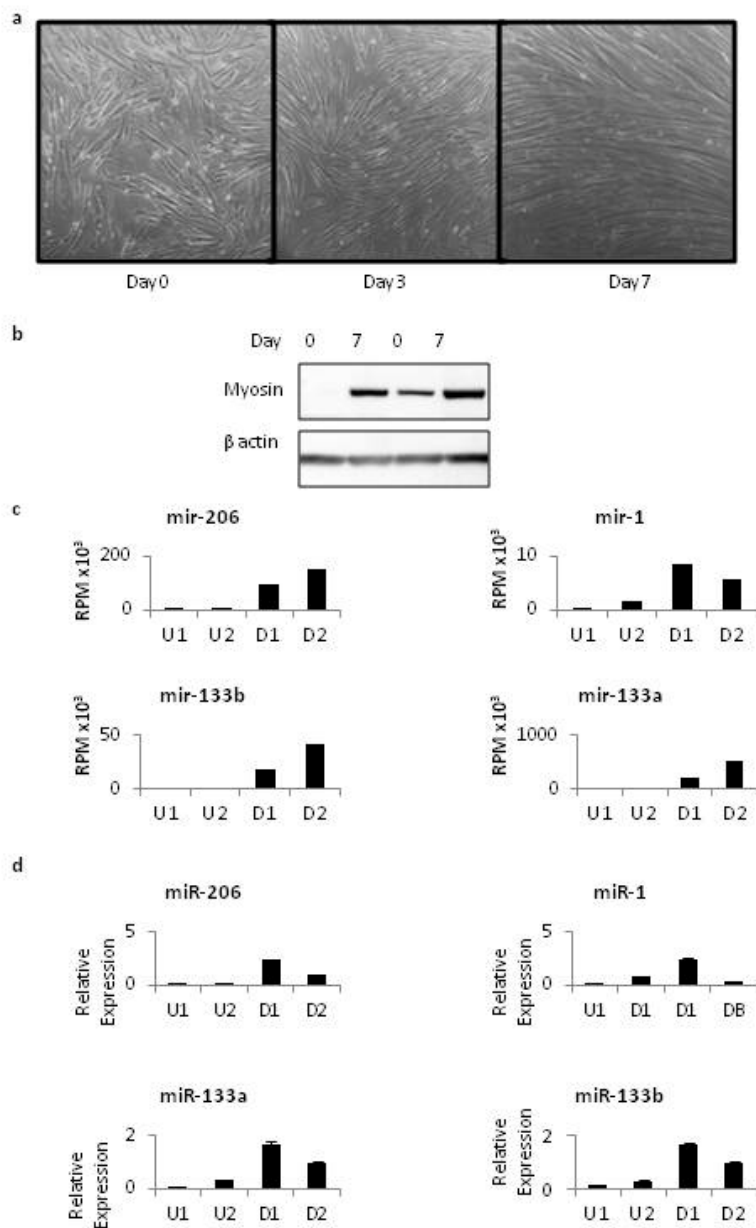 a
Day 0 Day 3 Day 7
b
Day 0 7 0 7
Myosin
β actin
c
mir-206
RPM x10³
200
0
U1 U2 D1 D2
mir-1
RPM x10³
10
0
U1 U2 D1 D2
mir-133b
RPM x10³
50
0
U1 U2 D1 D2
mir-133a
RPM x10³
1000
0
U1 U2 D1 D2
d
miR-206
Relative
Expression
5
0
U1 U2 D1 D2
miR-1
Relative
Expression
5
0
U1 D1 D1 DB
miR-133a
Relative
Expression
2
0
U1 U2 D1 D2
miR-133b
Relative
Expression
2
0
U1 U2 D1 D2